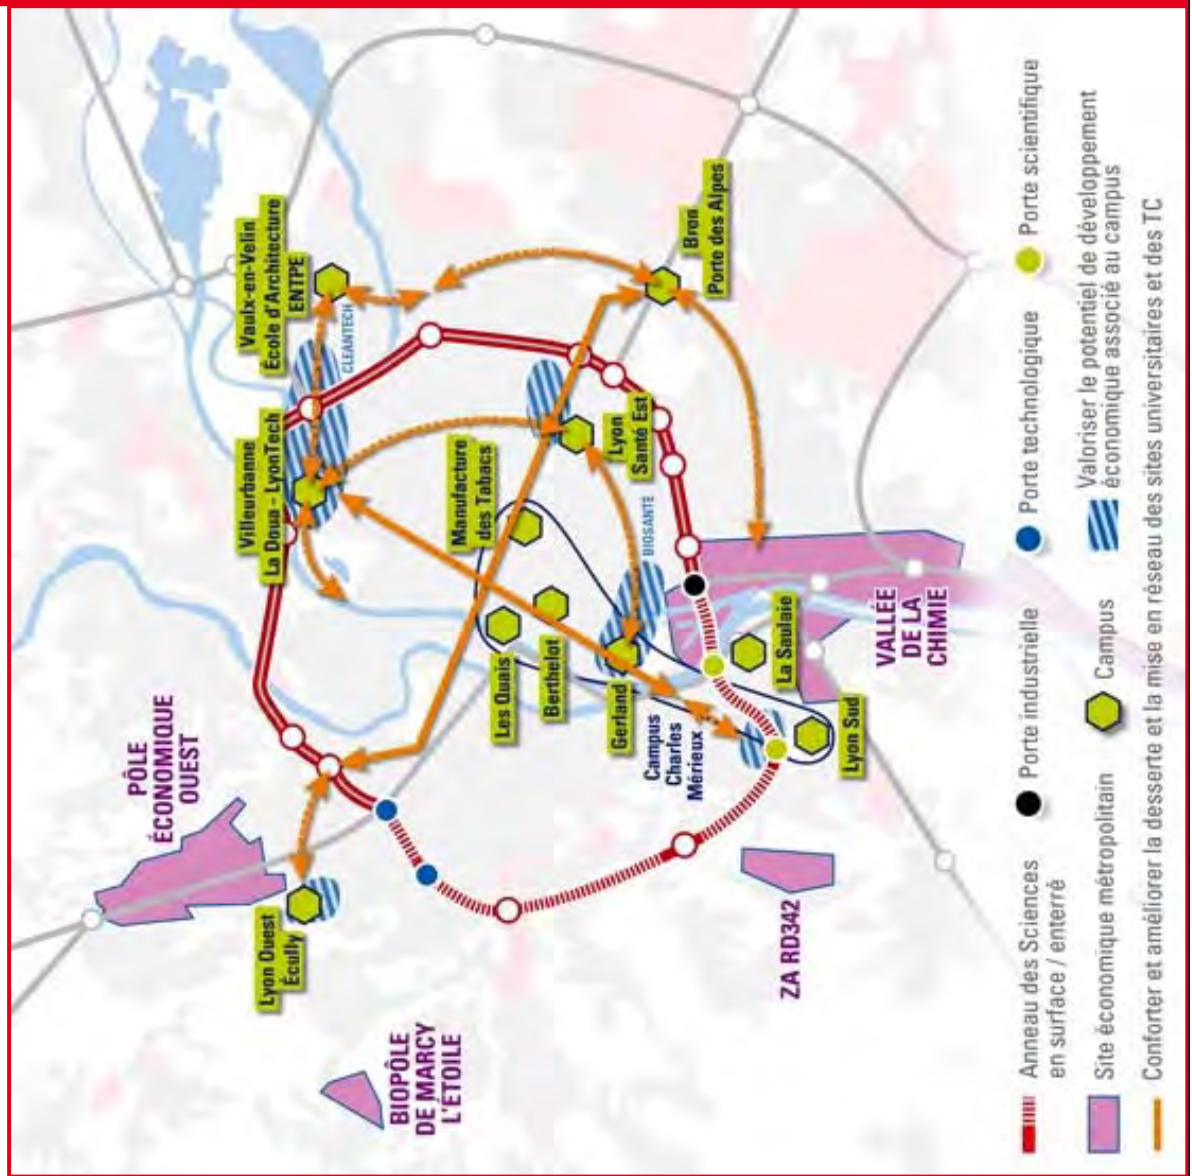 Vaulx-en-Velin
École d'Architecture
ENTPE
CLEANTECH
Villeurbanne
La Doua - LyonTech
Bron
Porte des Alpes
Lyon
Santé Est
Manufacture
des Tabacs
BIOSANTE
Les Quais
Berthelot
Gerland
Campus
Charles
Mérieux
La Saulaie
Lyon Sud
VALLÉE
DE LA
CHIMIE
PÔLE
ÉCONOMIQUE
OUEST
Lyon Ouest
Écully
BIOPÔLE
DE MARCY
L'ETOILE
ZA RD342
Anneau des Sciences
en surface / enterré
Porte industrielle
Porte technologique
Porte scientifique
Site économique métropolitain
Campus
Valoriser le potentiel de développement
économique associé au campus
Conforter et améliorer la desserte et la mise en réseau des sites universitaires et des TC